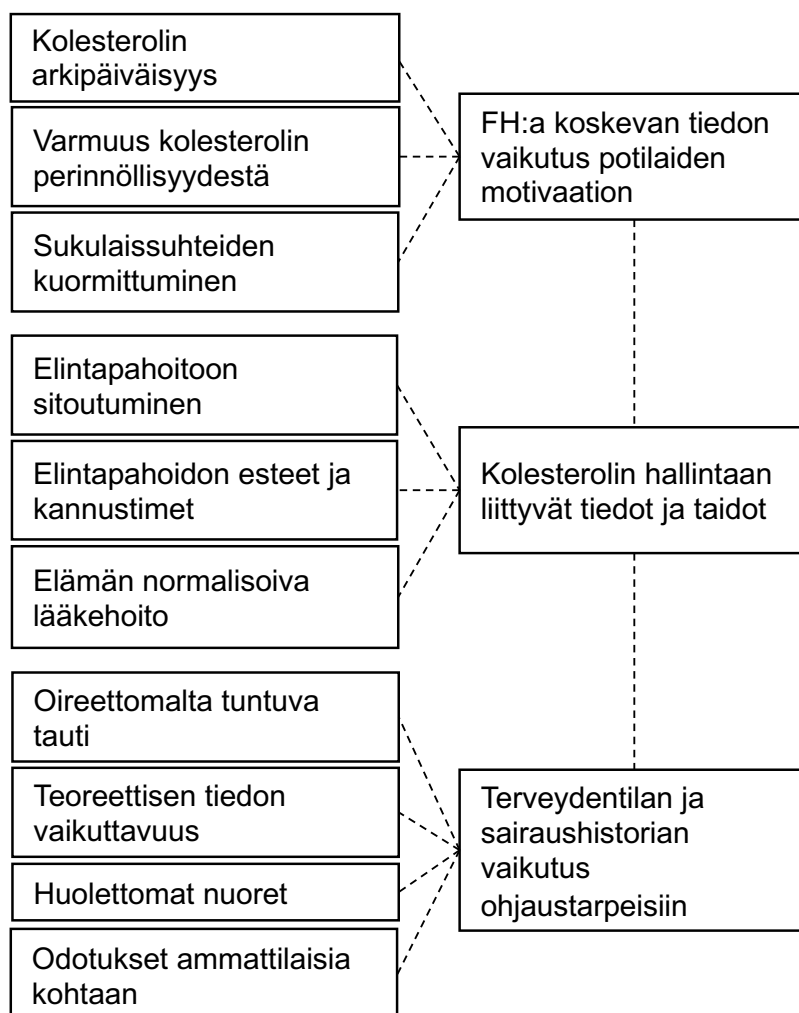 Kolesterolin
arkipäiväisyys
Varmuus kolesterolin
perinnöllisyydestä
Sukulaissuhteiden
kuormittuminen
FH:a koskevan tiedon
vaikutus potilaiden
motivaation
Elintapahoitoon
sitoutuminen
Elintapahoidon esteet ja
kannustimet
Elämän normalisoiva
lääkehoito
Kolesterolin hallintaan
liittyvät tiedot ja taidot
Oireettomalta tuntuva
tauti
Teoreettisen tiedon
vaikuttavuus
Huolettomat nuoret
Odotukset ammattilaisia
kohtaan
Terveydentilan ja
sairaushistorian
vaikutus
ohjaustarpeisiin